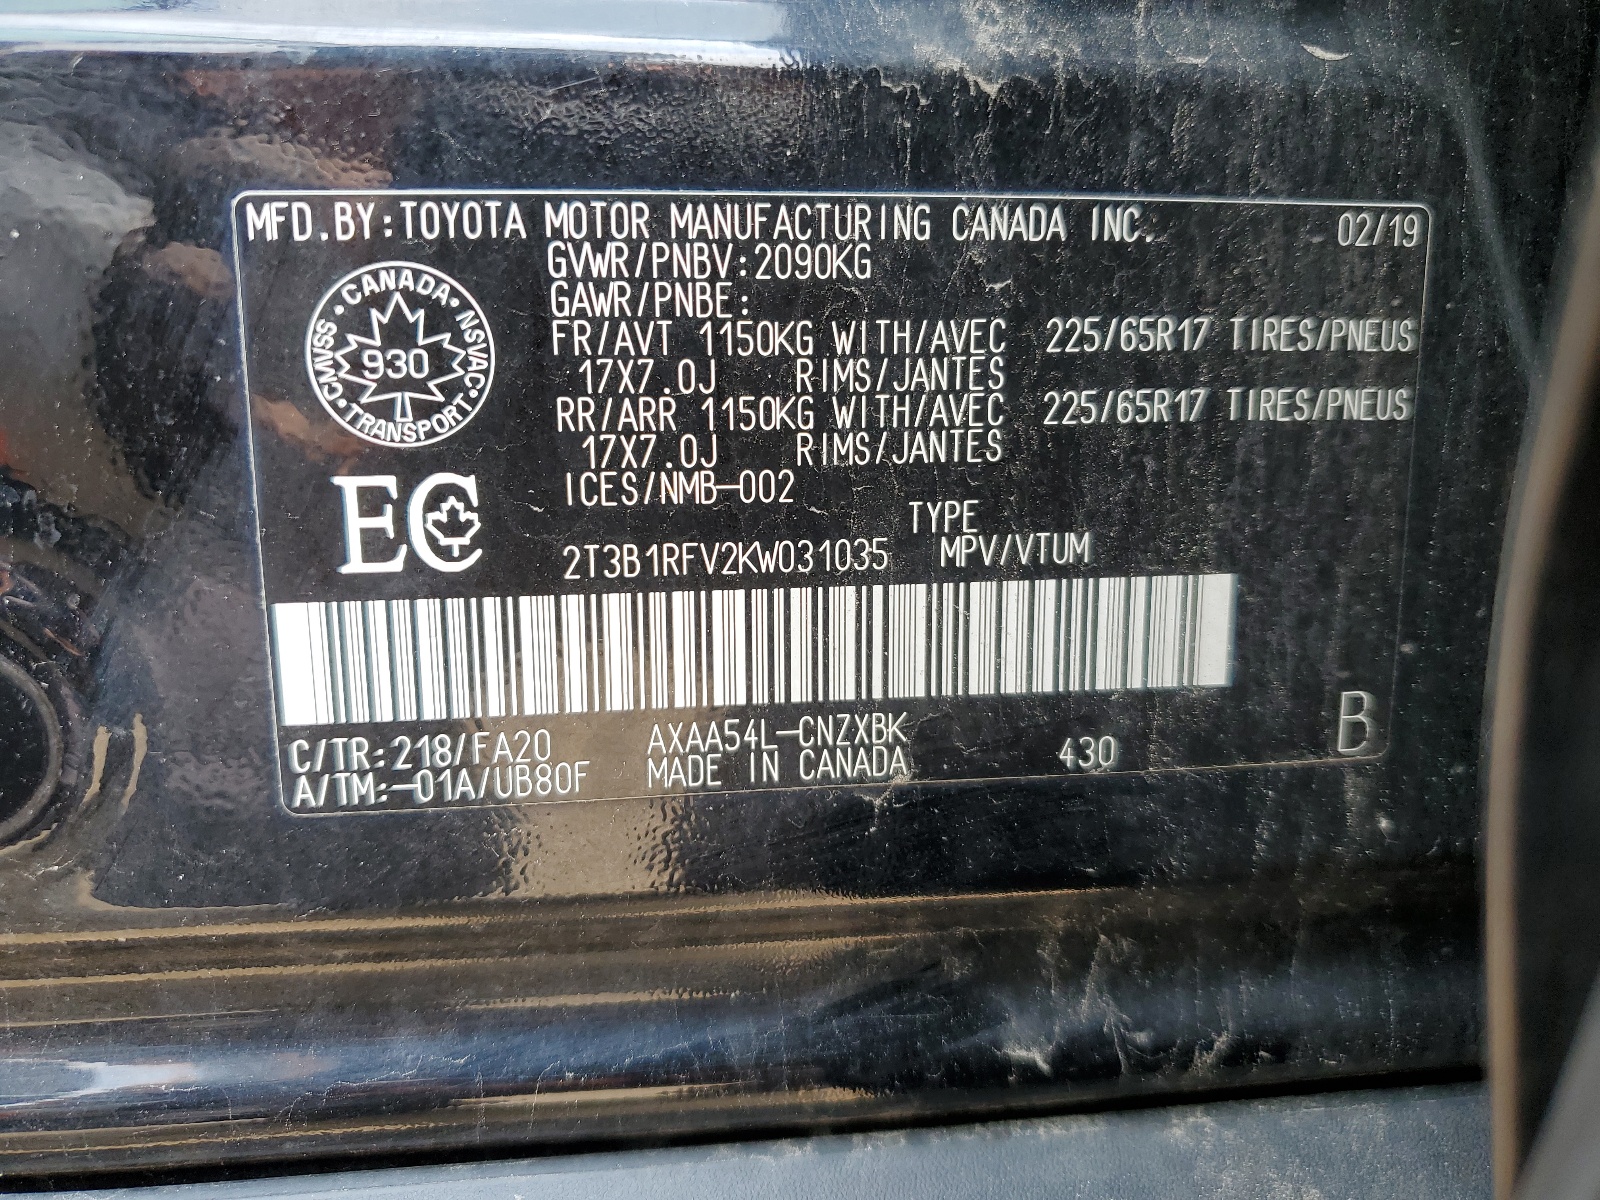 MFD.BY:TOYOTA MOTOR MANUFACTURING CANADA INC. 02/19
GVWR/PNBV:2090KG
GAWR/PNBE:
FR/AVT 1150KG WITH/AVEC 225/65R17 TIRES/PNEUS
17X7.0J RIMS/JANTES
RR/ARR 1150KG WITH/AVEC 225/65R17 TIRES/PNEUS
17X7.0J RIMS/JANTES
ICES/NMB-002
CANADA · NSVAC · TRANSPORT · CMVSS
930
EC
TYPE
2T3B1RFV2KW031035 MPV/VTUM
C/TR:218/FA20 AXAA54L-CNZXBK 430 B
A/TM:-01A/UB80F MADE IN CANADA